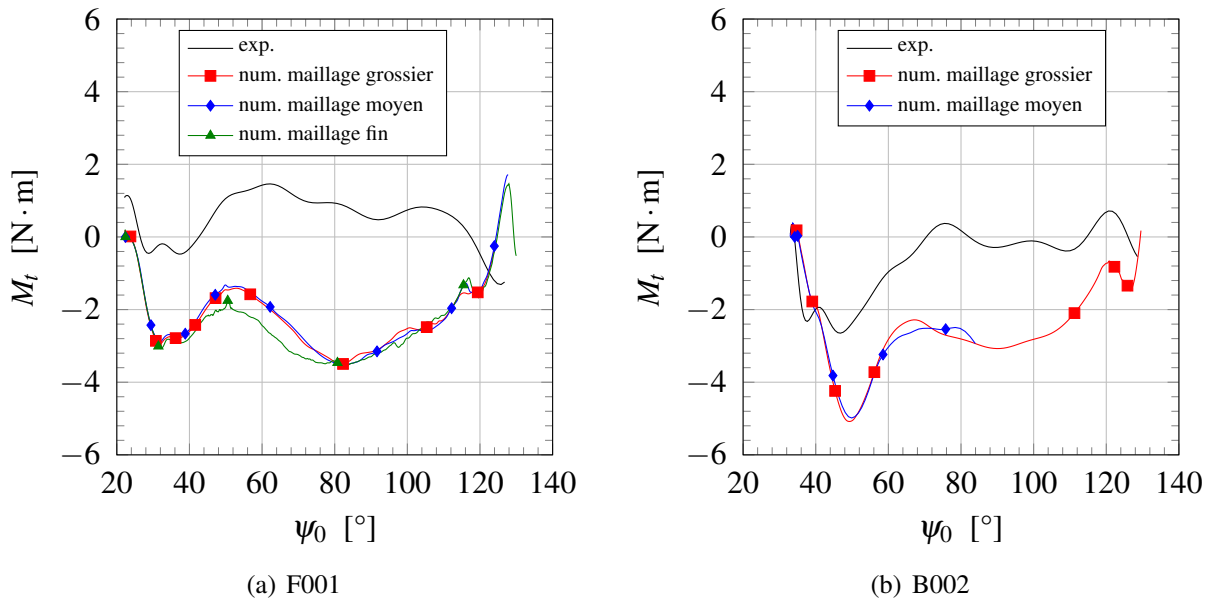 6
4
2
0
−2
−4
−6
20 40 60 80 100 120 140
M_t [N·m]
ψ_0 [°]
exp.
num. maillage grossier
num. maillage moyen
num. maillage fin
(a) F001
6
4
2
0
−2
−4
−6
20 40 60 80 100 120 140
M_t [N·m]
ψ_0 [°]
exp.
num. maillage grossier
num. maillage moyen
(b) B002